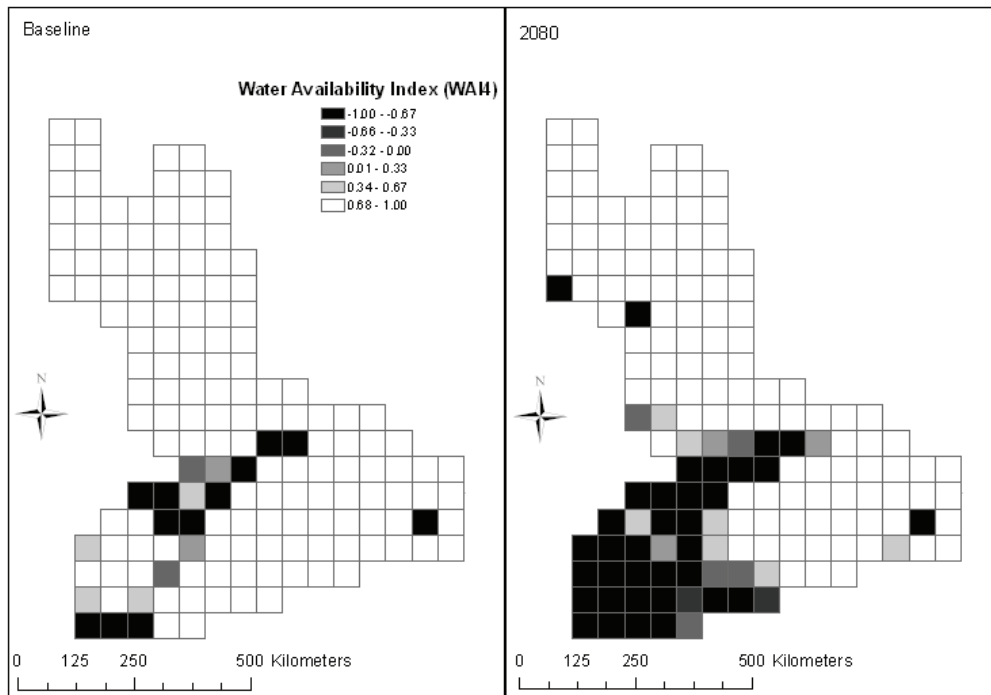 Baseline
Water Availability Index (WAI4)
-1.00 - -0.67
-0.66 - -0.33
-0.32 - 0.00
0.01 - 0.33
0.34 - 0.67
0.68 - 1.00
N
0 125 250 500 Kilometers
2080
N
0 125 250 500 Kilometers